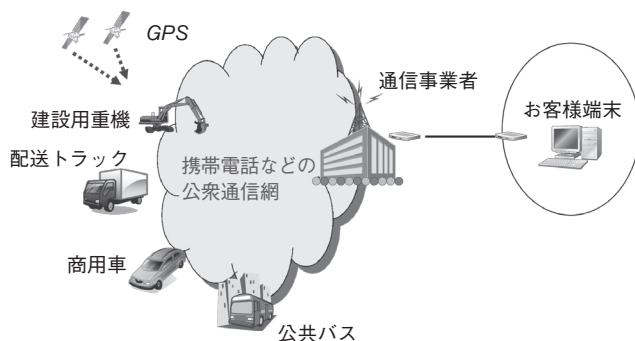 GPS
通信事業者
建設用重機
お客様端末
配送トラック
携帯電話などの
公衆通信網
商用車
公共バス